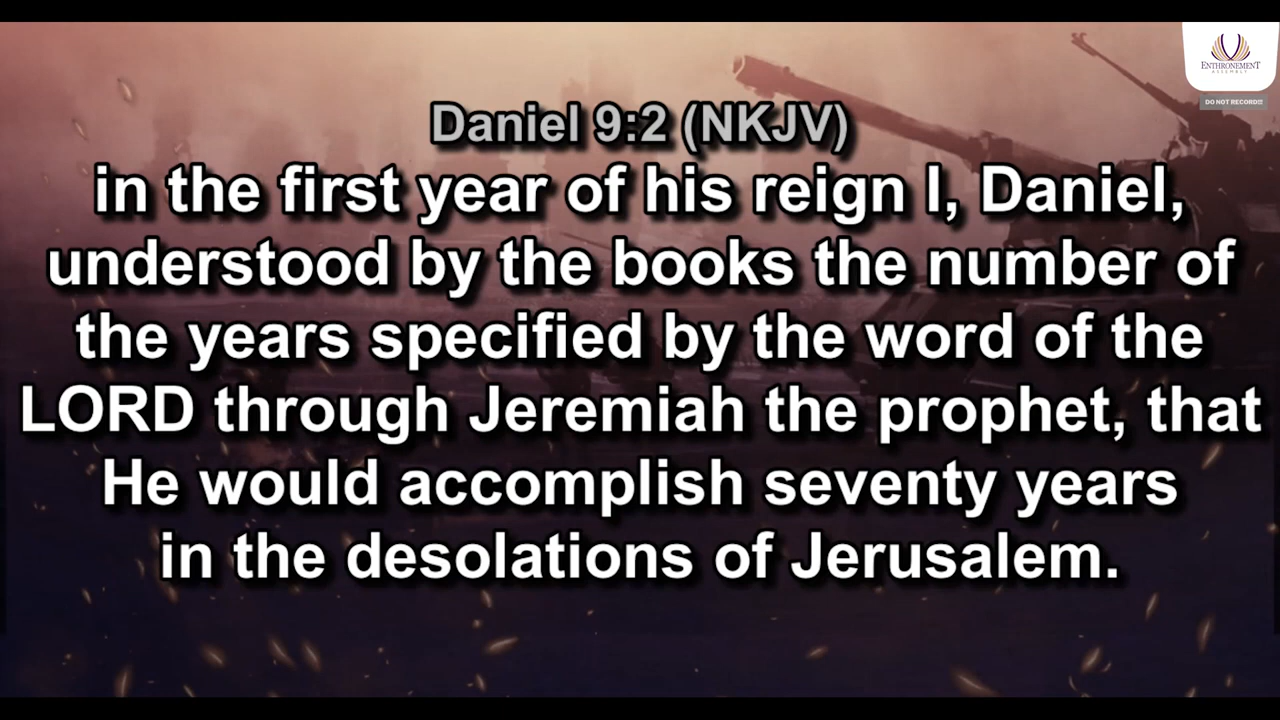 ENTHRONEMENT
ASSEMBLY
DO NOT RECORD!!!
Daniel 9:2 (NKJV)
in the first year of his reign I, Daniel,
understood by the books the number of
the years specified by the word of the
LORD through Jeremiah the prophet, that
He would accomplish seventy years
in the desolations of Jerusalem.